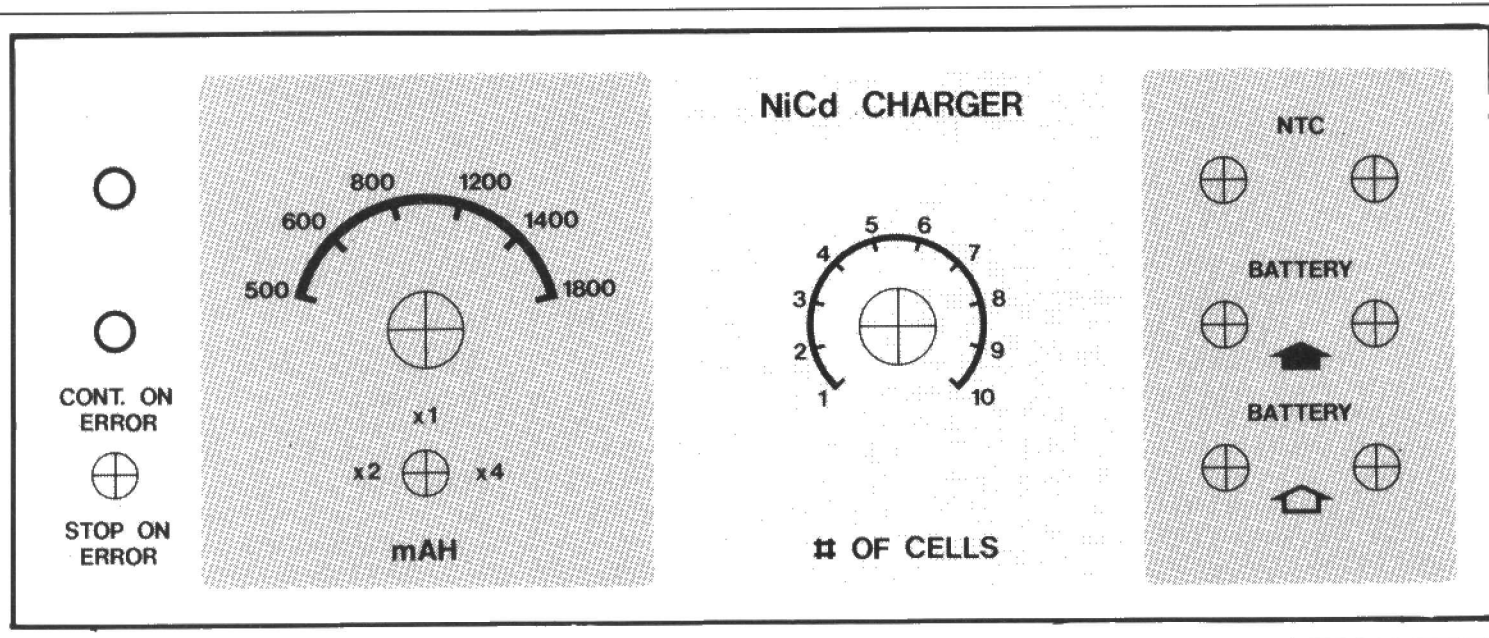 NiCd CHARGER
CONT. ON
ERROR
STOP ON
ERROR
500
600
800
1200
1400
1800
x1
x2
x4
mAH
1
2
3
4
5
6
7
8
9
10
# OF CELLS
NTC
BATTERY
BATTERY